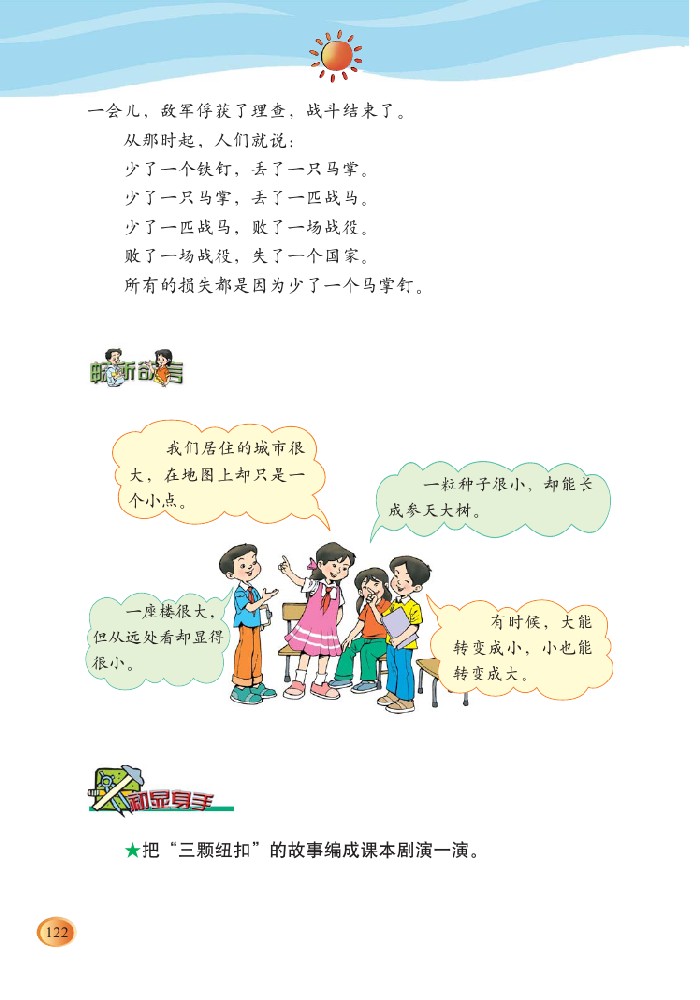 一会儿，敌军俘获了理查，战斗结束了。
从那时起，人们就说：
少了一个铁钉，丢了一只马掌。
少了一只马掌，丢了一匹战马。
少了一匹战马，败了一场战役。
败了一场战役，失了一个国家。
所有的损失都是因为少了一个马掌钉。
畅所欲言
我们居住的城市很
大，在地图上却只是一
个小点。
一粒种子很小，却能长
成参天大树。
一座楼很大，
但从远处看却显得
很小。
有时候，大能
转变成小，小也能
转变成大。
初显身手
★把“三颗纽扣”的故事编成课本剧演一演。
122